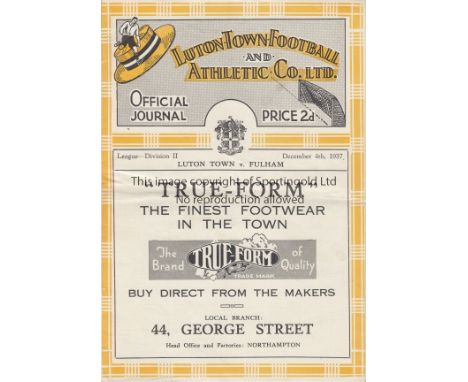 LUTON TOWN FOOTBALL
AND
ATHLETIC CO. LTD.
OFFICIAL
JOURNAL
PRICE 2d
League—Division II
December 4th, 1937
LUTON TOWN v. FULHAM
This image copyright of Sportingold Ltd
"TRUE-FORM"
No reproduction allowed
THE FINEST FOOTWEAR
IN THE TOWN
The Brand
TRUE-FORM
TRADE MARK
of Quality
BUY DIRECT FROM THE MAKERS
LOCAL BRANCH:
44, GEORGE STREET
Head Office and Factories: NORTHAMPTON